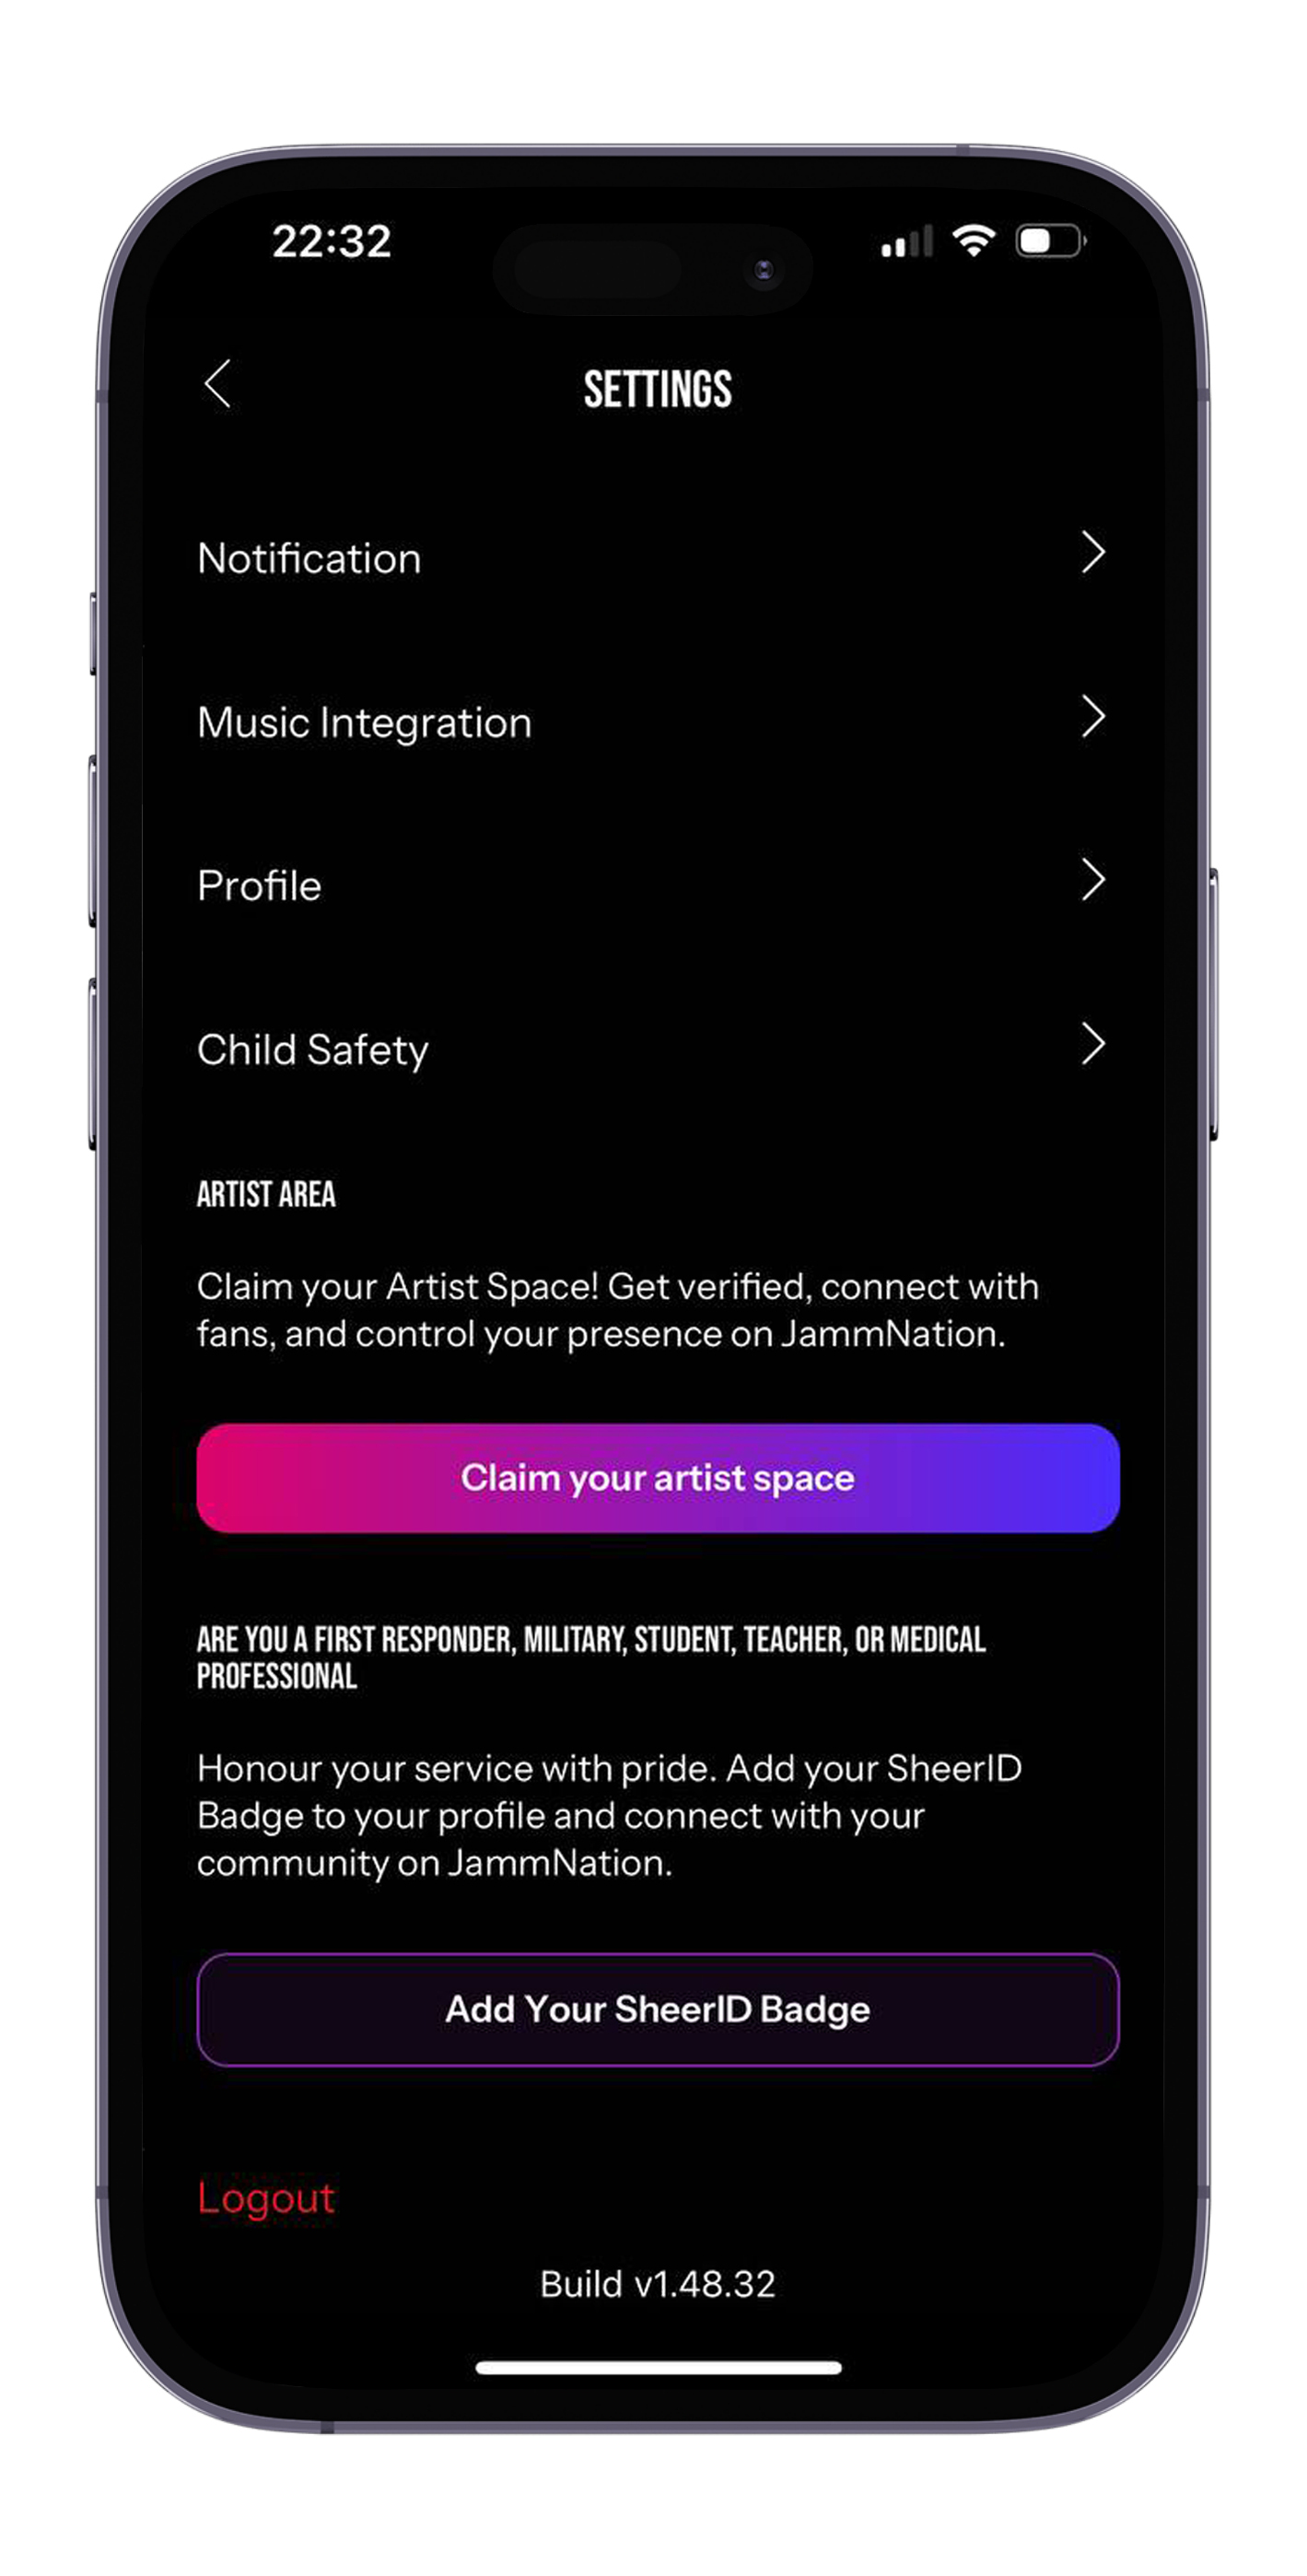 22:32
SETTINGS
Notification
Music Integration
Profile
Child Safety
ARTIST AREA
Claim your Artist Space! Get verified, connect with
fans, and control your presence on JammNation.
Claim your artist space
ARE YOU A FIRST RESPONDER, MILITARY, STUDENT, TEACHER, OR MEDICAL
PROFESSIONAL
Honour your service with pride. Add your SheerID
Badge to your profile and connect with your
community on JammNation.
Add Your SheerID Badge
Logout
Build v1.48.32